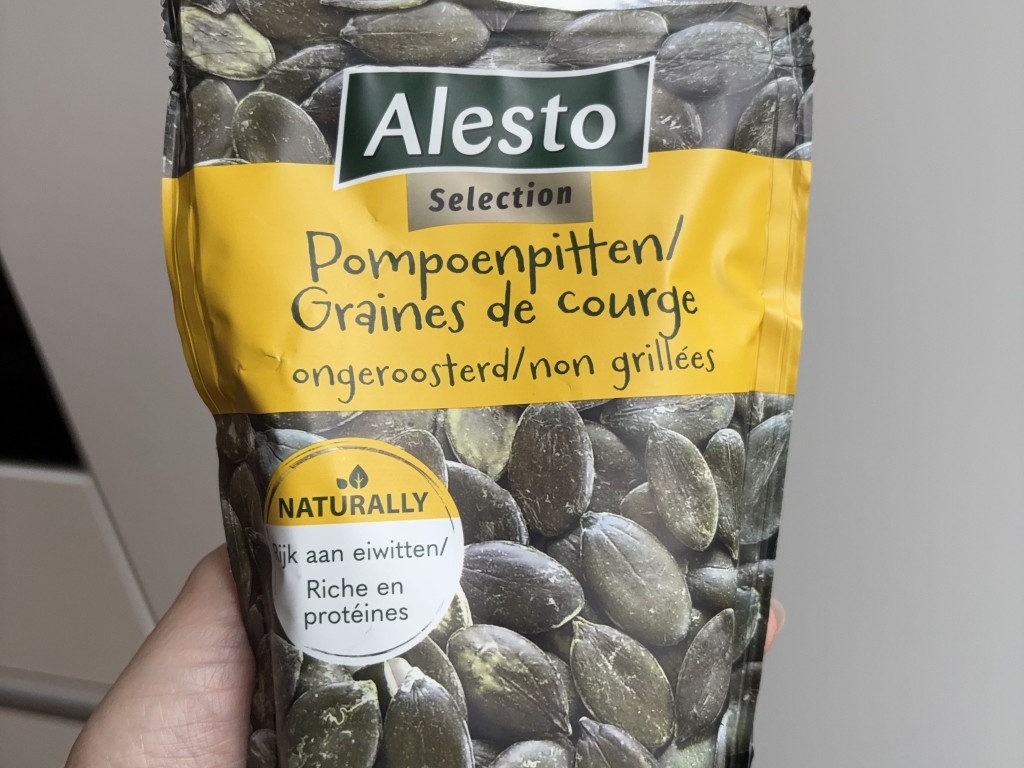 Alesto
Selection
Pompoenpitten/
Graines de courge
ongeroosterd/non grillées
NATURALLY
Rijk aan eiwitten/
Riche en
protéines